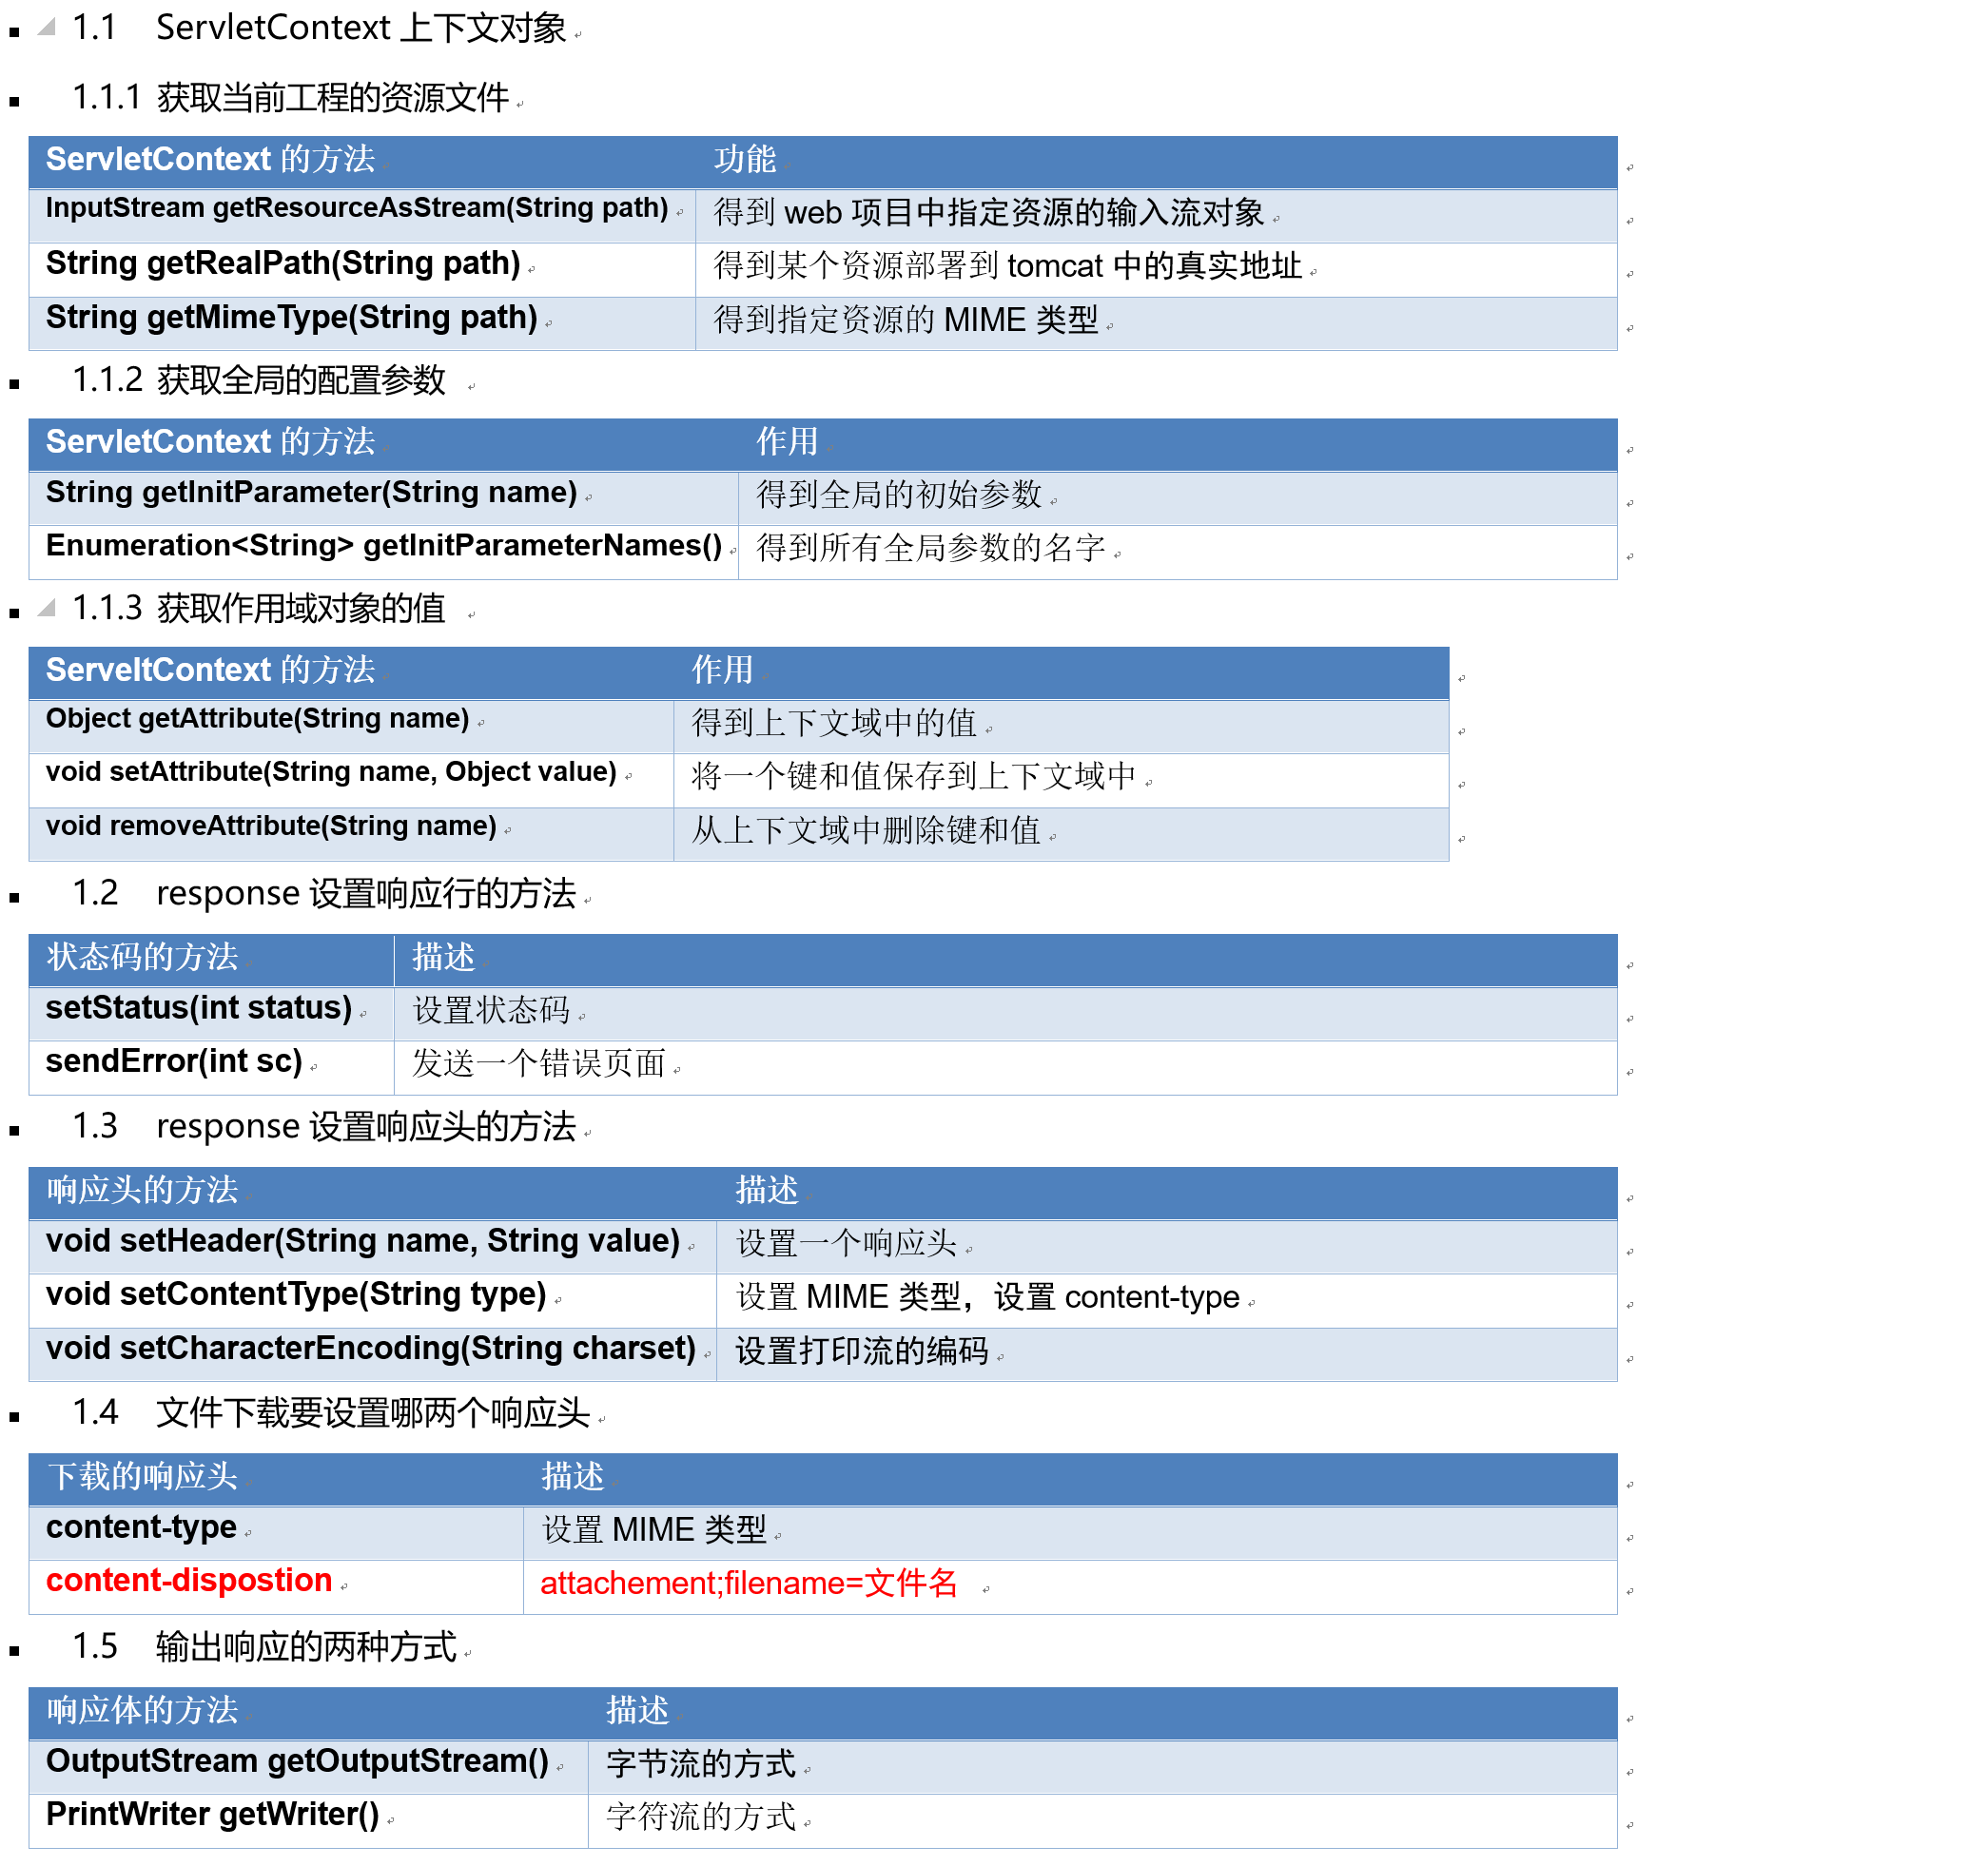 1.1 ServletContext 上下文对象
1.1.1 获取当前工程的资源文件
ServletContext 的方法 功能
InputStream getResourceAsStream(String path) 得到 web 项目中指定资源的输入流对象
String getRealPath(String path) 得到某个资源部署到 tomcat 中的真实地址
String getMimeType(String path) 得到指定资源的 MIME 类型
1.1.2 获取全局的配置参数
ServletContext 的方法 作用
String getInitParameter(String name) 得到全局的初始参数
Enumeration<String> getInitParameterNames() 得到所有全局参数的名字
1.1.3 获取作用域对象的值
ServeltContext 的方法 作用
Object getAttribute(String name) 得到上下文域中的值
void setAttribute(String name, Object value) 将一个键和值保存到上下文域中
void removeAttribute(String name) 从上下文域中删除键和值
1.2 response 设置响应行的方法
状态码的方法 描述
setStatus(int status) 设置状态码
sendError(int sc) 发送一个错误页面
1.3 response 设置响应头的方法
响应头的方法 描述
void setHeader(String name, String value) 设置一个响应头
void setContentType(String type) 设置 MIME 类型，设置 content-type
void setCharacterEncoding(String charset) 设置打印流的编码
1.4 文件下载要设置哪两个响应头
下载的响应头 描述
content-type 设置 MIME 类型
content-dispostion attachement;filename=文件名
1.5 输出响应的两种方式
响应体的方法 描述
OutputStream getOutputStream() 字节流的方式
PrintWriter getWriter() 字符流的方式